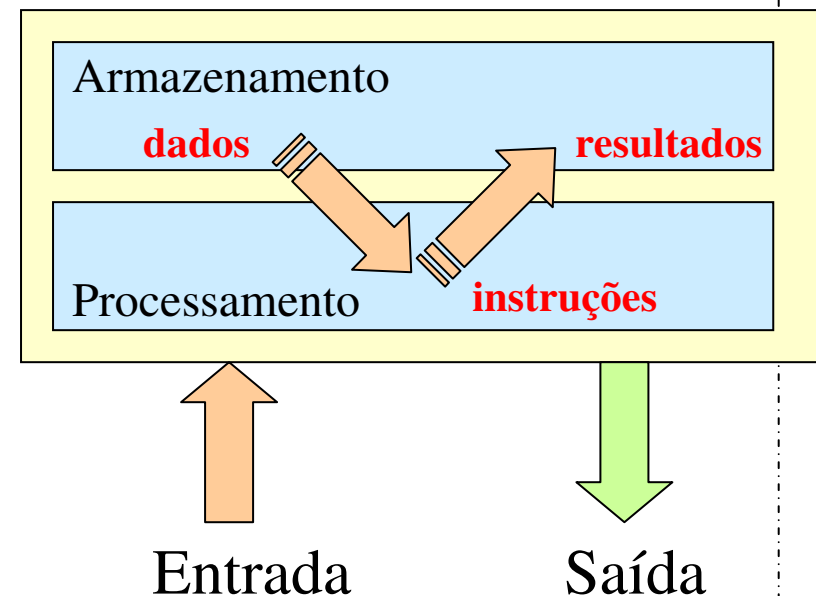 Armazenamento
dados resultados
Processamento instruções
Entrada Saída